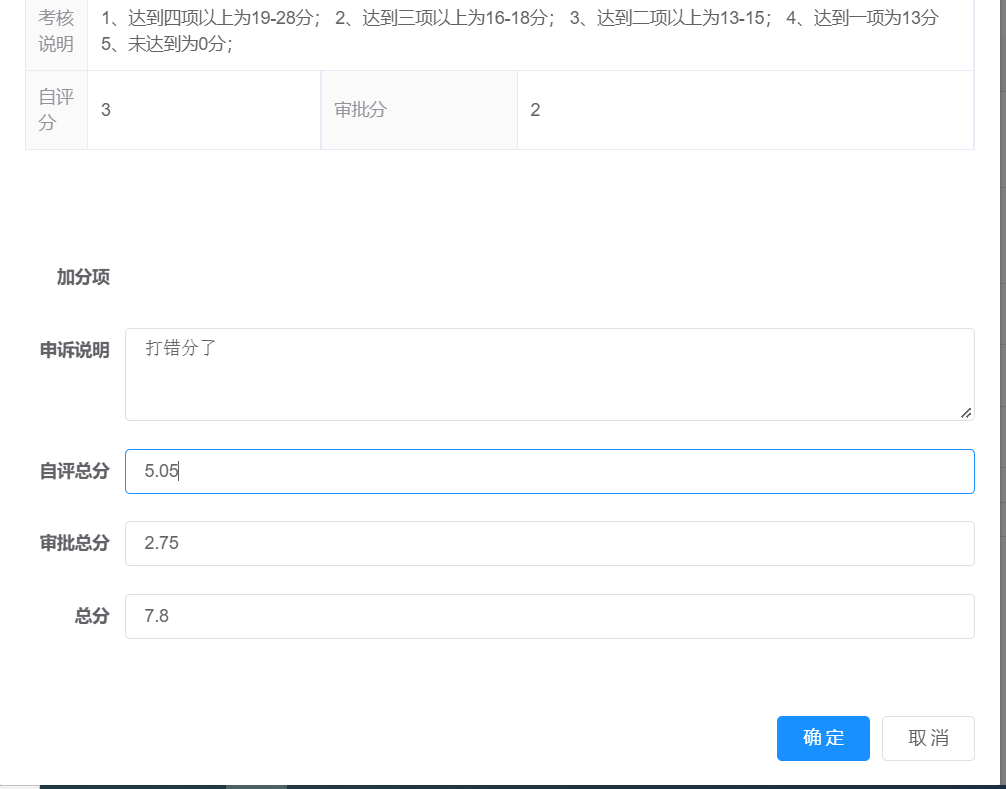 考核说明
1、达到四项以上为19-28分； 2、达到三项以上为16-18分； 3、达到二项以上为13-15； 4、达到一项为13分
5、未达到为0分；
自评分 3 审批分 2
加分项
申诉说明 打错分了
自评总分 5.05
审批总分 2.75
总分 7.8
确定 取消